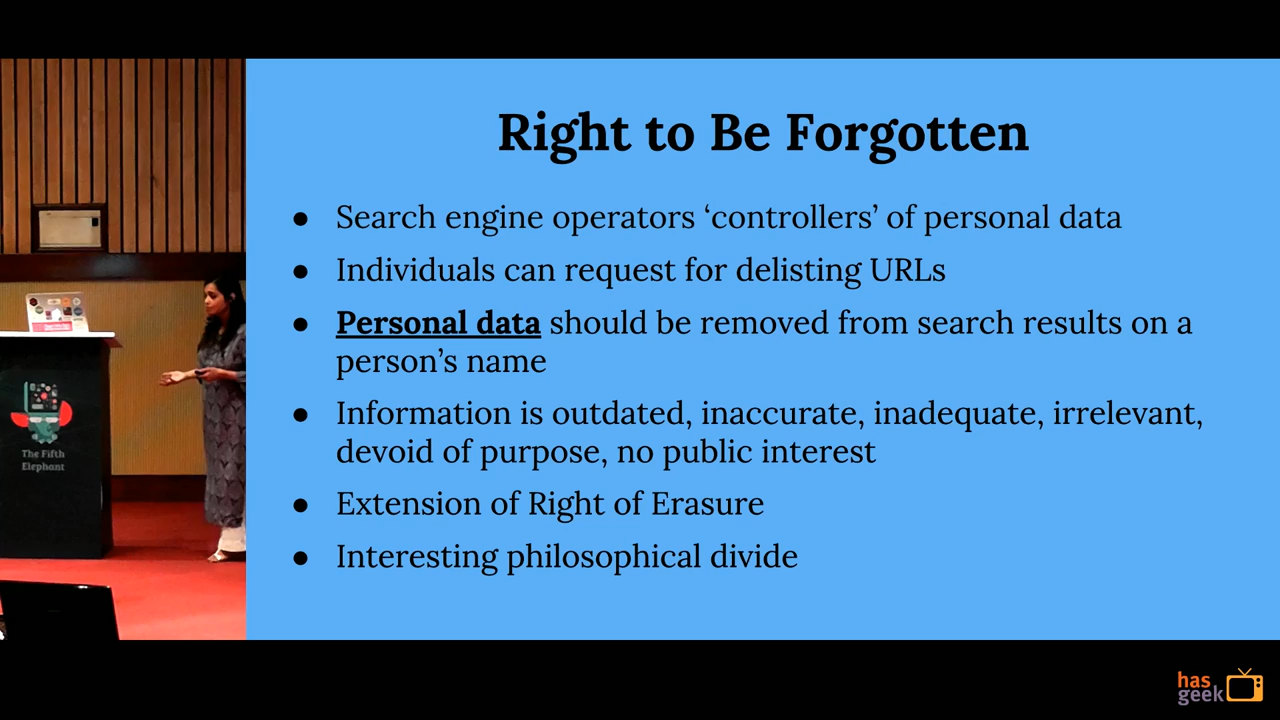 Right to Be Forgotten
● Search engine operators ‘controllers’ of personal data
● Individuals can request for delisting URLs
● Personal data should be removed from search results on a
person’s name
● Information is outdated, inaccurate, inadequate, irrelevant,
devoid of purpose, no public interest
● Extension of Right of Erasure
● Interesting philosophical divide
The Fifth
Elephant
has
geek